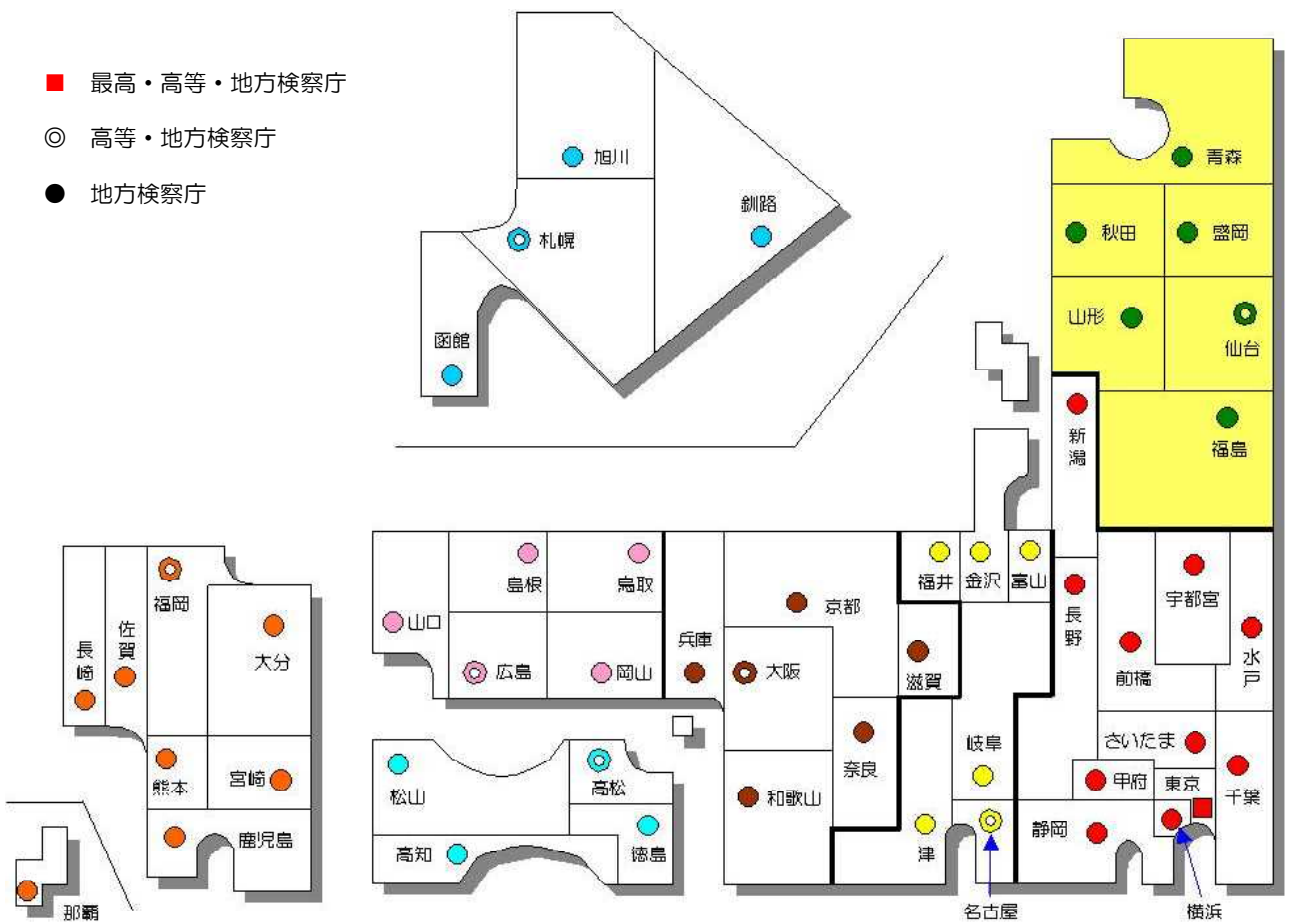 ■ 最高・高等・地方検察庁
◎ 高等・地方検察庁
● 地方検察庁
旭川
釧路
札幌
函館
青森
秋田
盛岡
山形
仙台
福島
新潟
長野
宇都宮
水戸
前橋
さいたま
甲府
東京
千葉
静岡
横浜
福井
金沢
富山
岐阜
津
名古屋
京都
兵庫
大阪
滋賀
奈良
和歌山
島根
鳥取
山口
広島
岡山
松山
高松
高知
徳島
福岡
佐賀
長崎
大分
熊本
宮崎
鹿児島
那覇